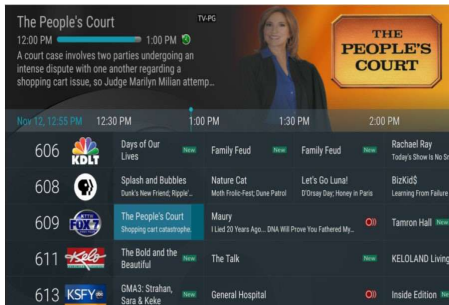 The People's Court
TV-PG
12:00 PM
1:00 PM
A court case involves two parties undergoing an
intense dispute with one another regarding a
shopping cart issue, so Judge Marilyn Milian attemp...
THE
PEOPLE'S
COURT
Nov 12, 12:55 PM 12:30 PM 1:00 PM 1:30 PM 2:00 PM
606 KDLT Days of Our Lives New Family Feud New Family Feud New Rachael Ray
Today's Show Is No Sn
608 Splash and Bubbles Nature Cat Let's Go Luna! BizKid$
Dunk's New Friend; Ripple'... Moth Frolic-Fest; Dune Patrol D'Orsay Day; Honey in Paris Learning From Failure
609 FOX The People's Court Maury Tamron Hall New
Shopping cart catastrophe. I Lied 20 Years Ago... DNA Will Prove You Fathered My...
611 Kelo The Bold and the Beautiful New The Talk New KELOLAND Living
613 KSFY GMA3: Strahan, Sara & Keke New General Hospital Inside Edition New